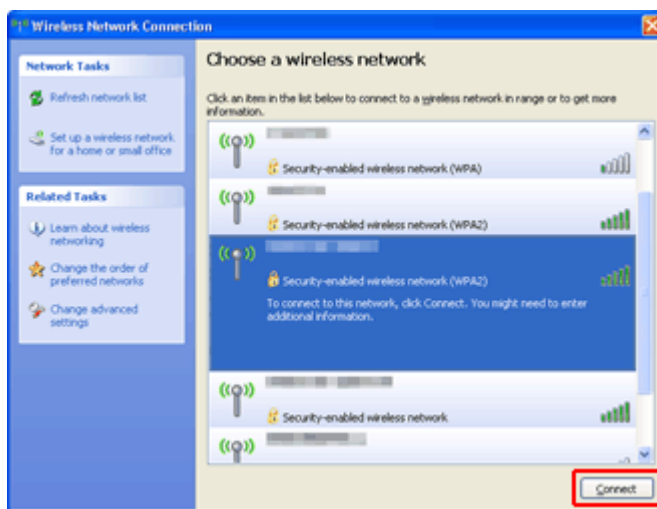 Wireless Network Connection
Network Tasks
Refresh network list
Set up a wireless network
for a home or small office
Related Tasks
Learn about wireless
networking
Change the order of
preferred networks
Change advanced
settings
Choose a wireless network
Click an item in the list below to connect to a wireless network in range or to get more
information.
Security-enabled wireless network (WPA)
Security-enabled wireless network (WPA2)
Security-enabled wireless network (WPA2)
To connect to this network, click Connect. You might need to enter
additional information.
Security-enabled wireless network
Connect